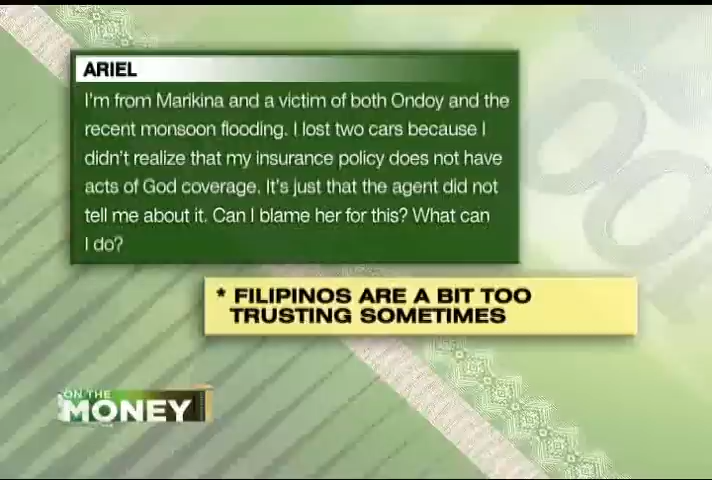 ARIEL
I'm from Marikina and a victim of both Ondoy and the
recent monsoon flooding. I lost two cars because I
didn't realize that my insurance policy does not have
acts of God coverage. It's just that the agent did not
tell me about it. Can I blame her for this? What can
I do?
* FILIPINOS ARE A BIT TOO
TRUSTING SOMETIMES
ON THE
MONEY